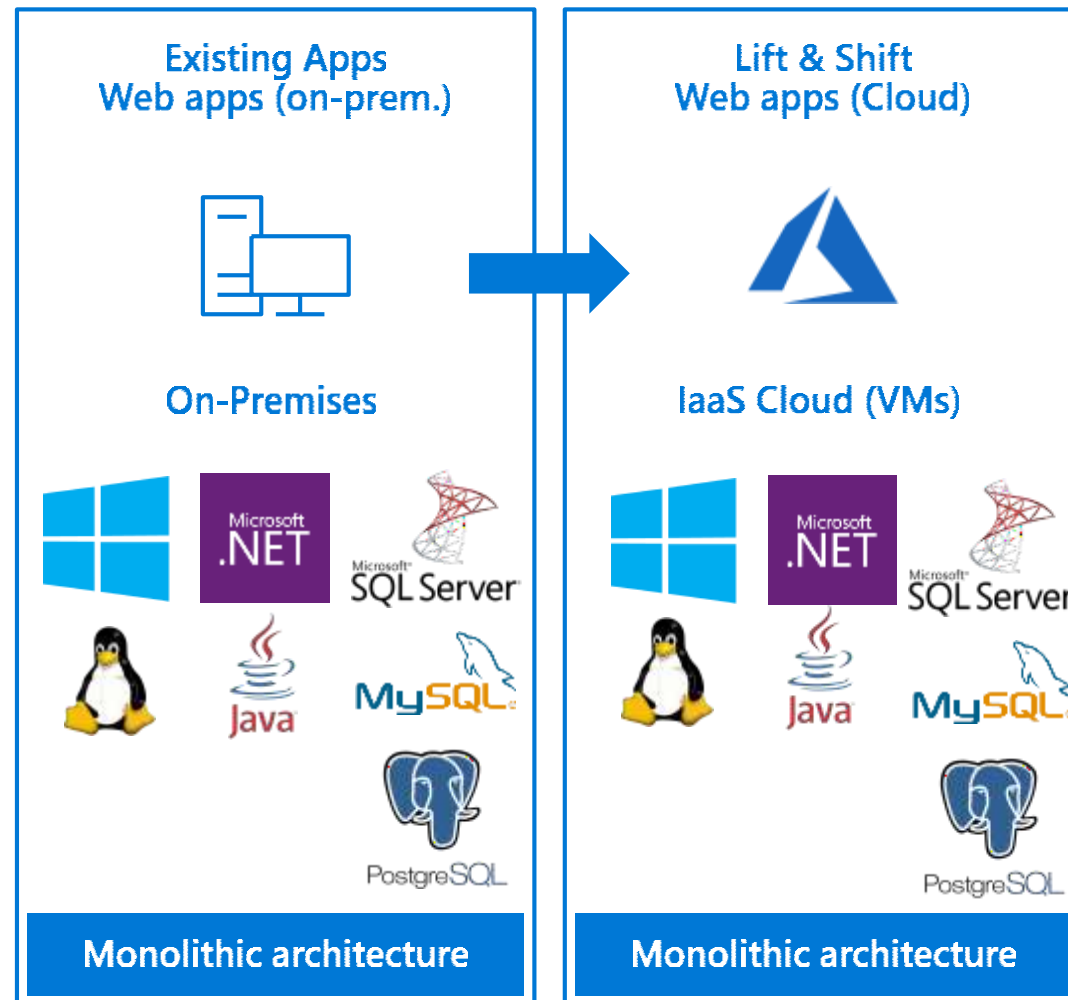 Existing Apps
Web apps (on-prem.)
On-Premises
Microsoft
.NET
Microsoft
SQL Server
Java
MySQL
PostgreSQL
Monolithic architecture
Lift & Shift
Web apps (Cloud)
IaaS Cloud (VMs)
Microsoft
.NET
Microsoft
SQL Server
Java
MySQL
PostgreSQL
Monolithic architecture